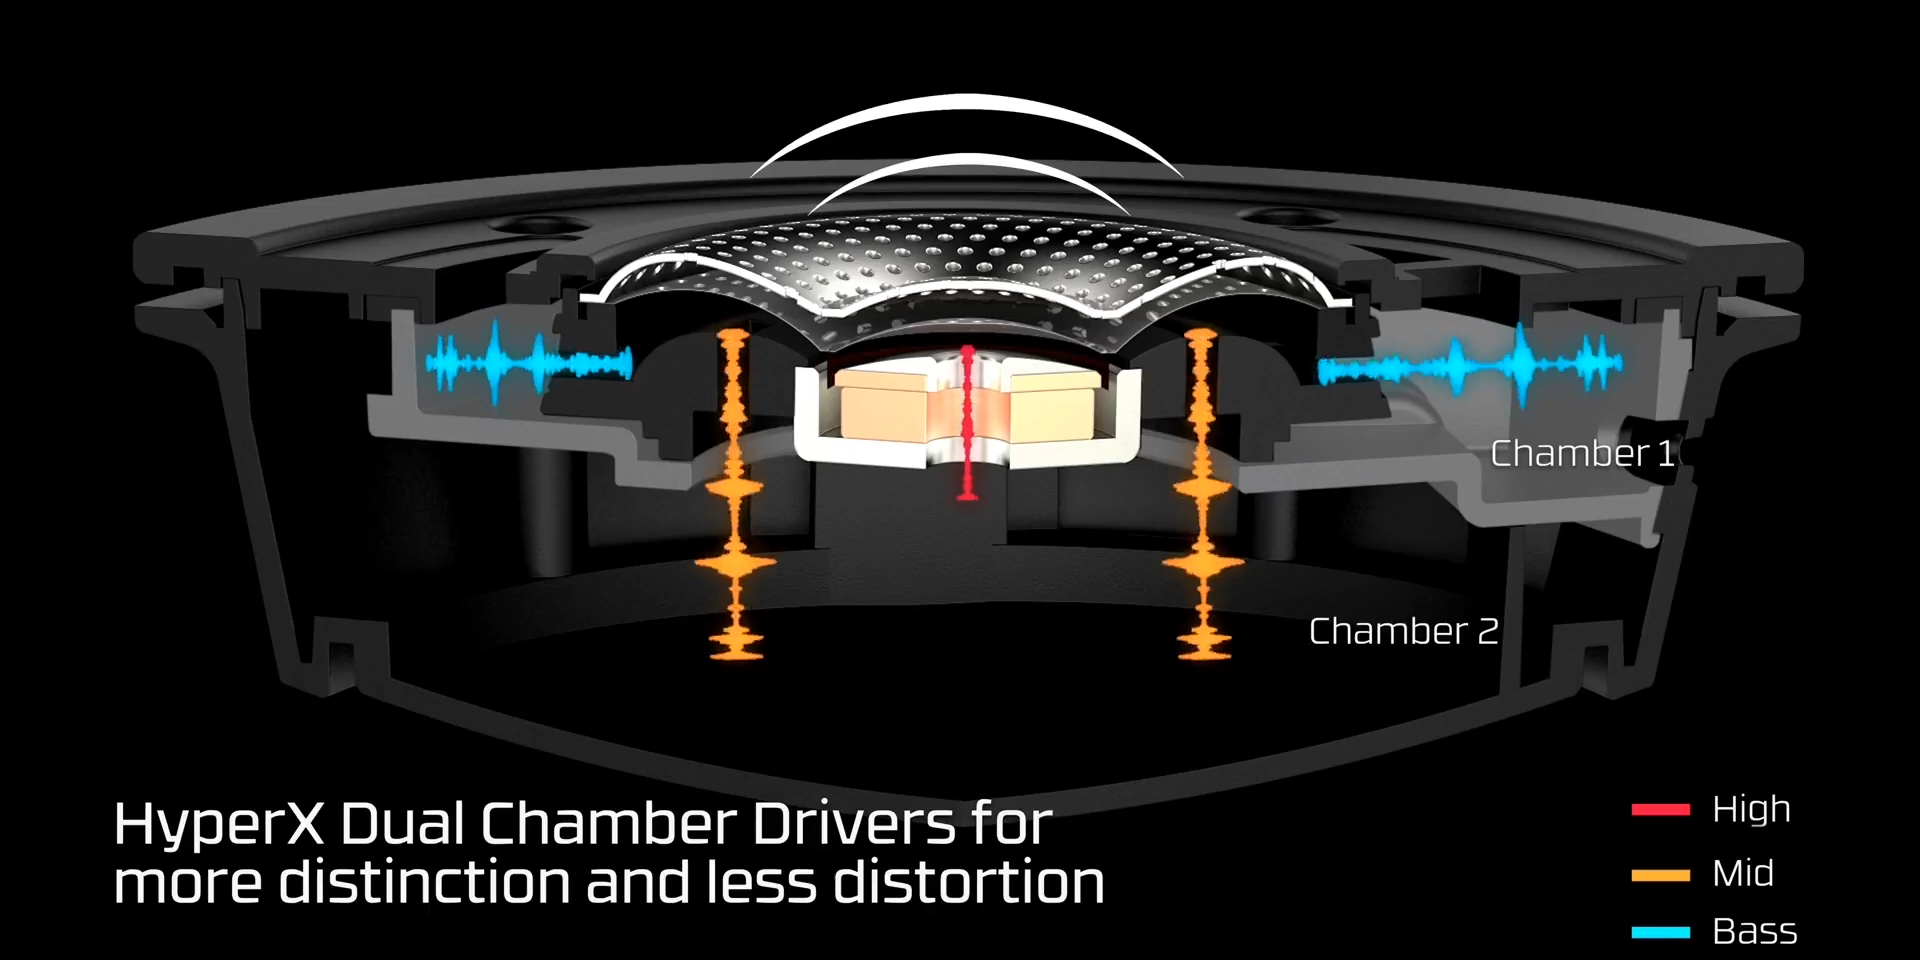 Chamber 1
Chamber 2
HyperX Dual Chamber Drivers for
more distinction and less distortion
High
Mid
Bass